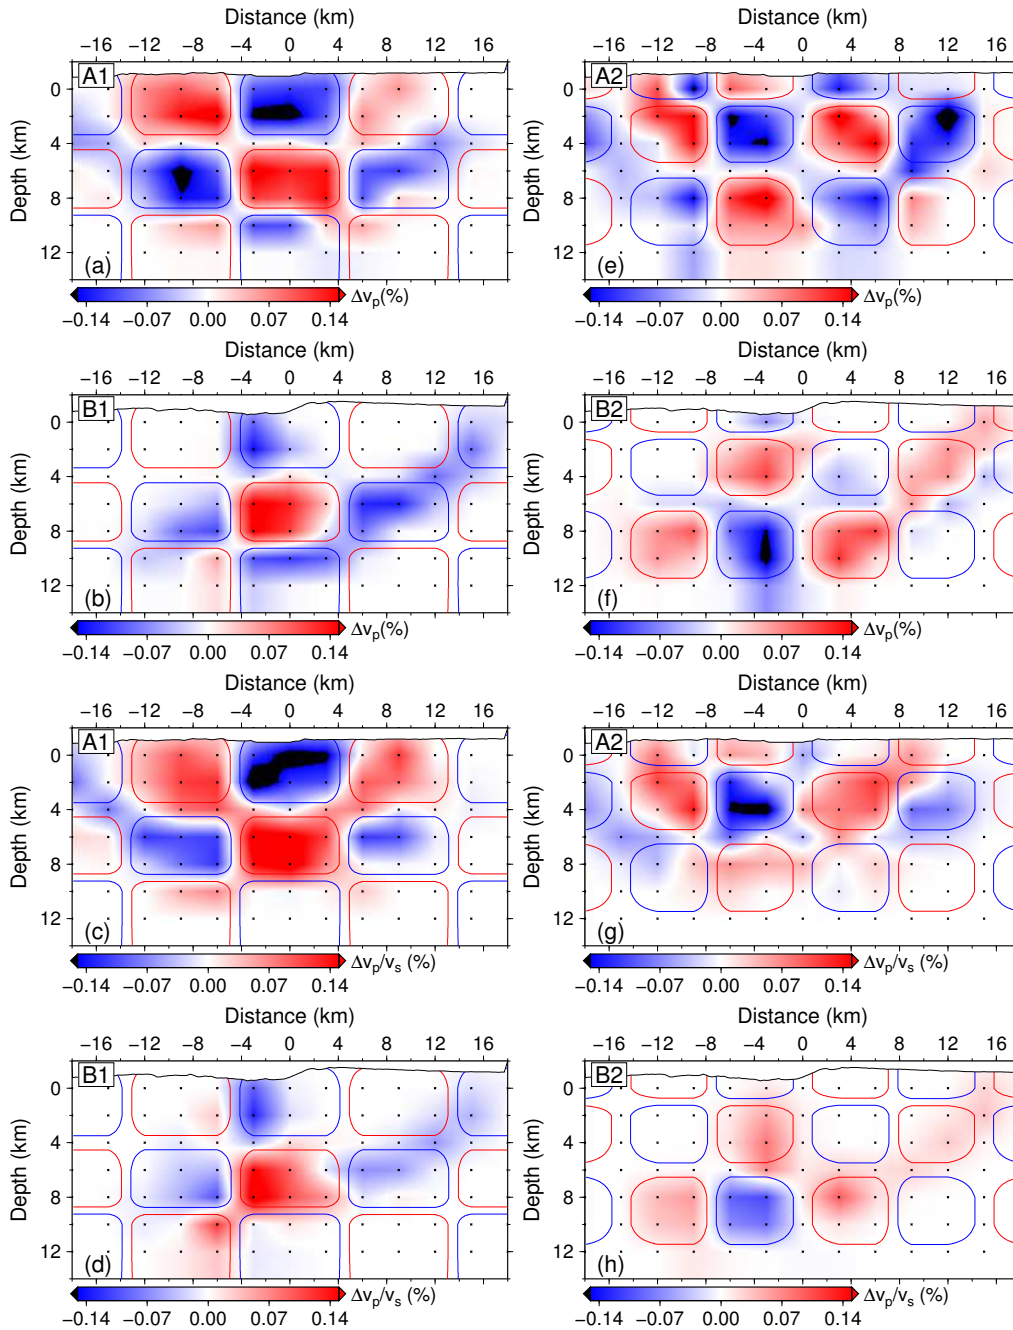 Distance (km)
−16 −12 −8 −4 0 4 8 12 16
A1
Depth (km)
0
4
8
12
(a)
Δvp(%)
−0.14 −0.07 0.00 0.07 0.14
Distance (km)
−16 −12 −8 −4 0 4 8 12 16
A2
Depth (km)
0
4
8
12
(e)
Δvp(%)
−0.14 −0.07 0.00 0.07 0.14
Distance (km)
−16 −12 −8 −4 0 4 8 12 16
B1
Depth (km)
0
4
8
12
(b)
Δvp(%)
−0.14 −0.07 0.00 0.07 0.14
Distance (km)
−16 −12 −8 −4 0 4 8 12 16
B2
Depth (km)
0
4
8
12
(f)
Δvp(%)
−0.14 −0.07 0.00 0.07 0.14
Distance (km)
−16 −12 −8 −4 0 4 8 12 16
A1
Depth (km)
0
4
8
12
(c)
Δvp/vs (%)
−0.14 −0.07 0.00 0.07 0.14
Distance (km)
−16 −12 −8 −4 0 4 8 12 16
A2
Depth (km)
0
4
8
12
(g)
Δvp/vs (%)
−0.14 −0.07 0.00 0.07 0.14
Distance (km)
−16 −12 −8 −4 0 4 8 12 16
B1
Depth (km)
0
4
8
12
(d)
Δvp/vs (%)
−0.14 −0.07 0.00 0.07 0.14
Distance (km)
−16 −12 −8 −4 0 4 8 12 16
B2
Depth (km)
0
4
8
12
(h)
Δvp/vs (%)
−0.14 −0.07 0.00 0.07 0.14